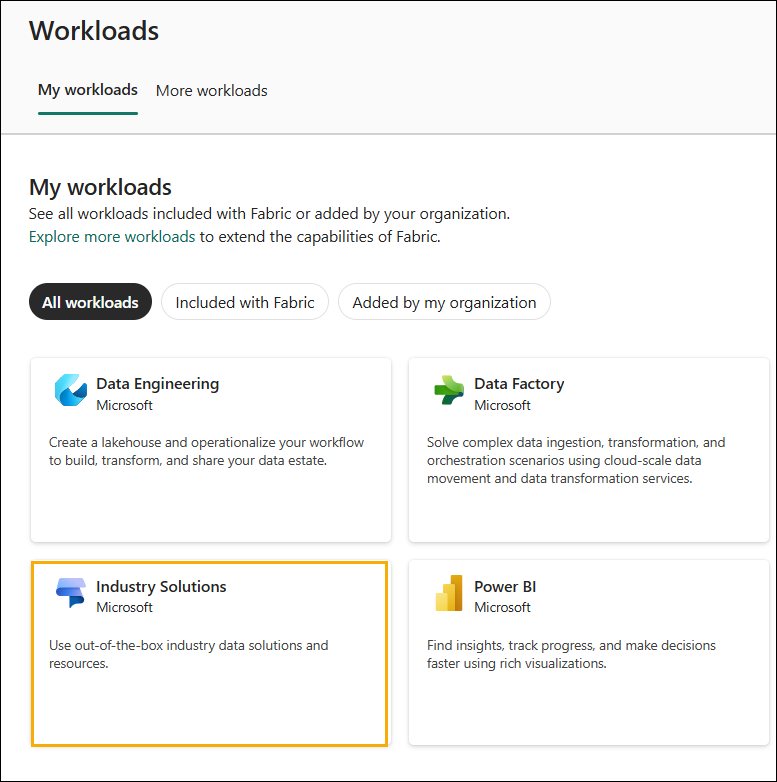 Workloads
My workloads More workloads
My workloads
See all workloads included with Fabric or added by your organization.
Explore more workloads to extend the capabilities of Fabric.
All workloads Included with Fabric Added by my organization
Data Engineering
Microsoft
Create a lakehouse and operationalize your workflow
to build, transform, and share your data estate.
Data Factory
Microsoft
Solve complex data ingestion, transformation, and
orchestration scenarios using cloud-scale data
movement and data transformation services.
Industry Solutions
Microsoft
Use out-of-the-box industry data solutions and
resources.
Power BI
Microsoft
Find insights, track progress, and make decisions
faster using rich visualizations.